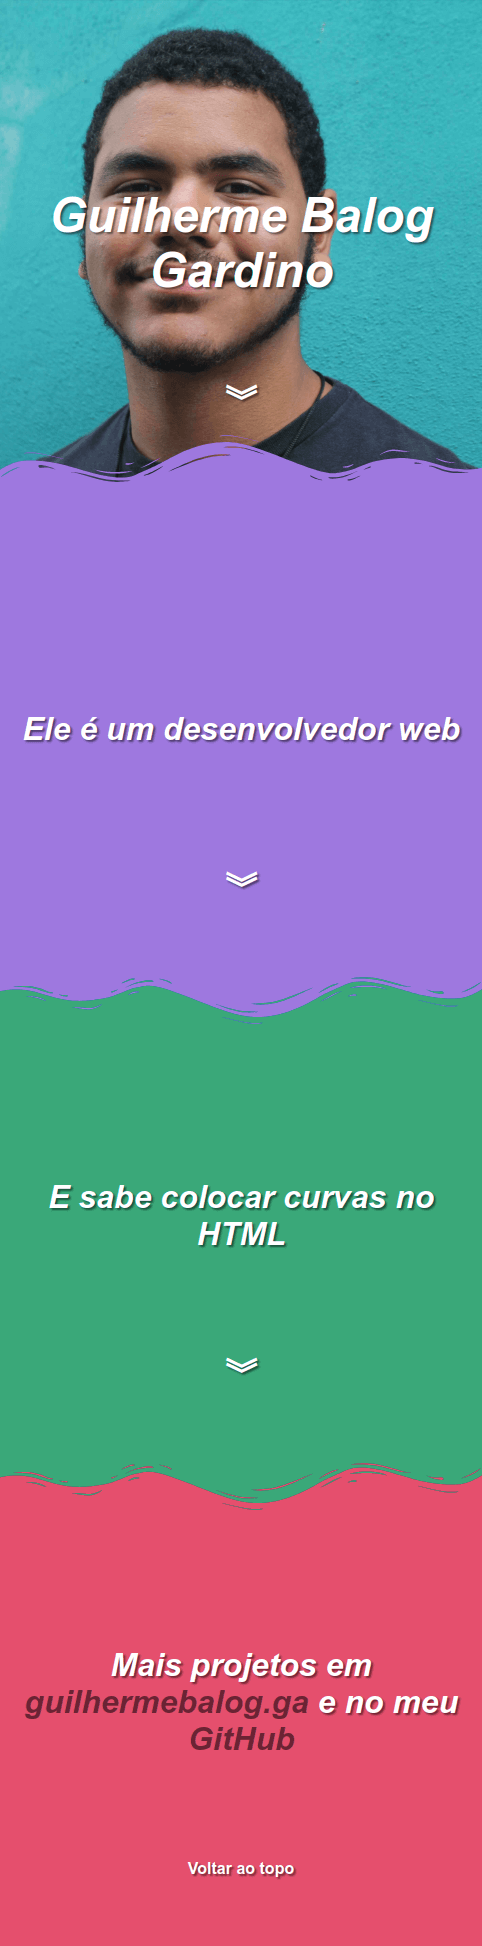 Guilherme Balog
Gardino
Ele é um desenvolvedor web
E sabe colocar curvas no
HTML
Mais projetos em
guilhermebalog.ga e no meu
GitHub
Voltar ao topo